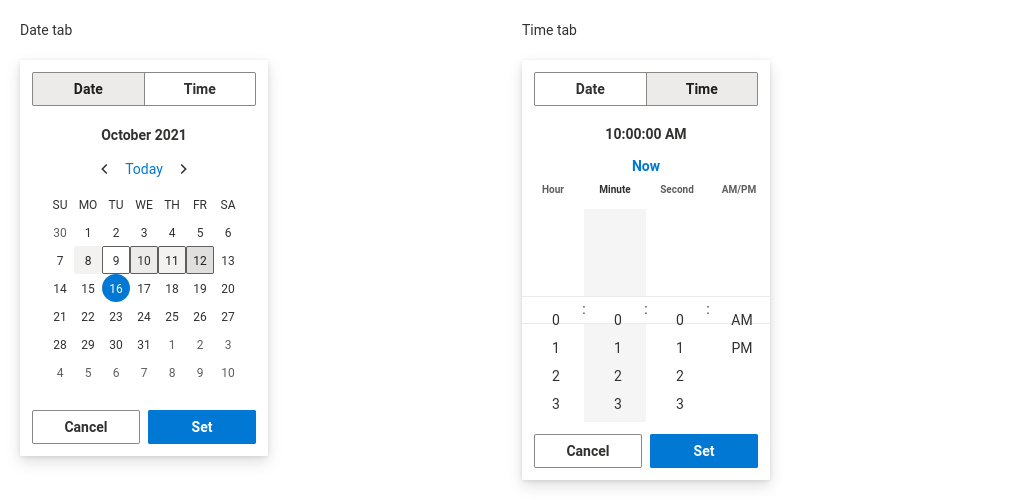 Date tab
Date Time
October 2021
Today
SU MO TU WE TH FR SA
30 1 2 3 4 5 6
7 8 9 10 11 12 13
14 15 16 17 18 19 20
21 22 23 24 25 26 27
28 29 30 31 1 2 3
4 5 6 7 8 9 10
Cancel Set
Time tab
Date Time
10:00:00 AM
Now
Hour Minute Second AM/PM
: : :
0 0 0 AM
1 1 1 PM
2 2 2
3 3 3
Cancel Set